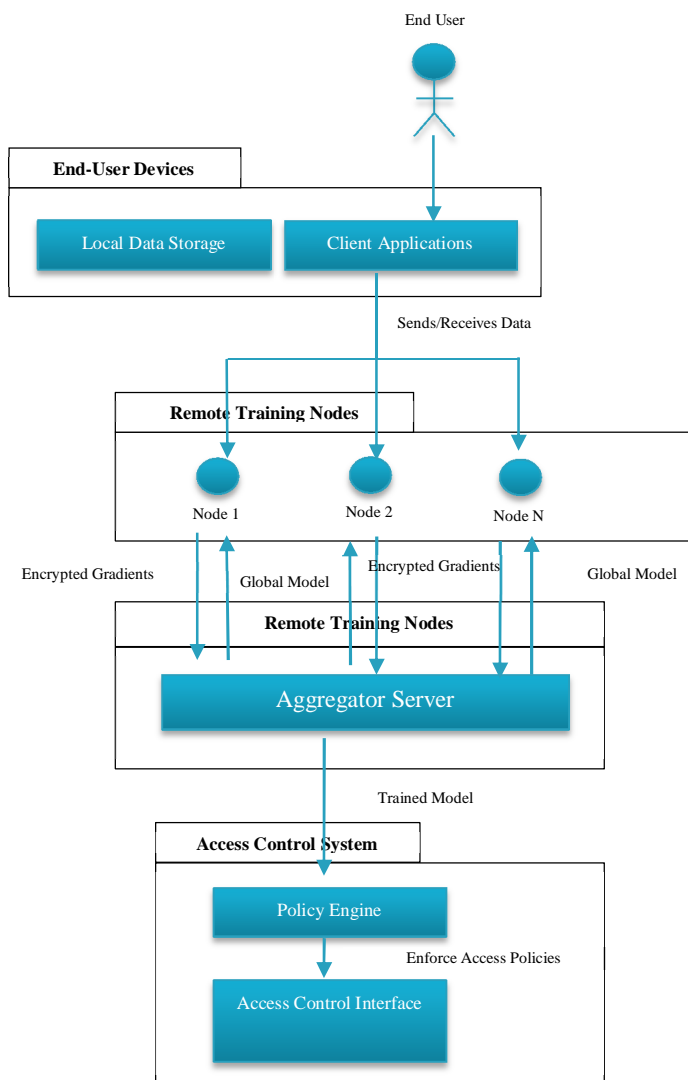 End User
End-User Devices
Local Data Storage
Client Applications
Sends/Receives Data
Remote Training Nodes
Node 1
Node 2
Node N
Encrypted Gradients
Global Model
Encrypted Gradients
Global Model
Remote Training Nodes
Aggregator Server
Trained Model
Access Control System
Policy Engine
Enforce Access Policies
Access Control Interface